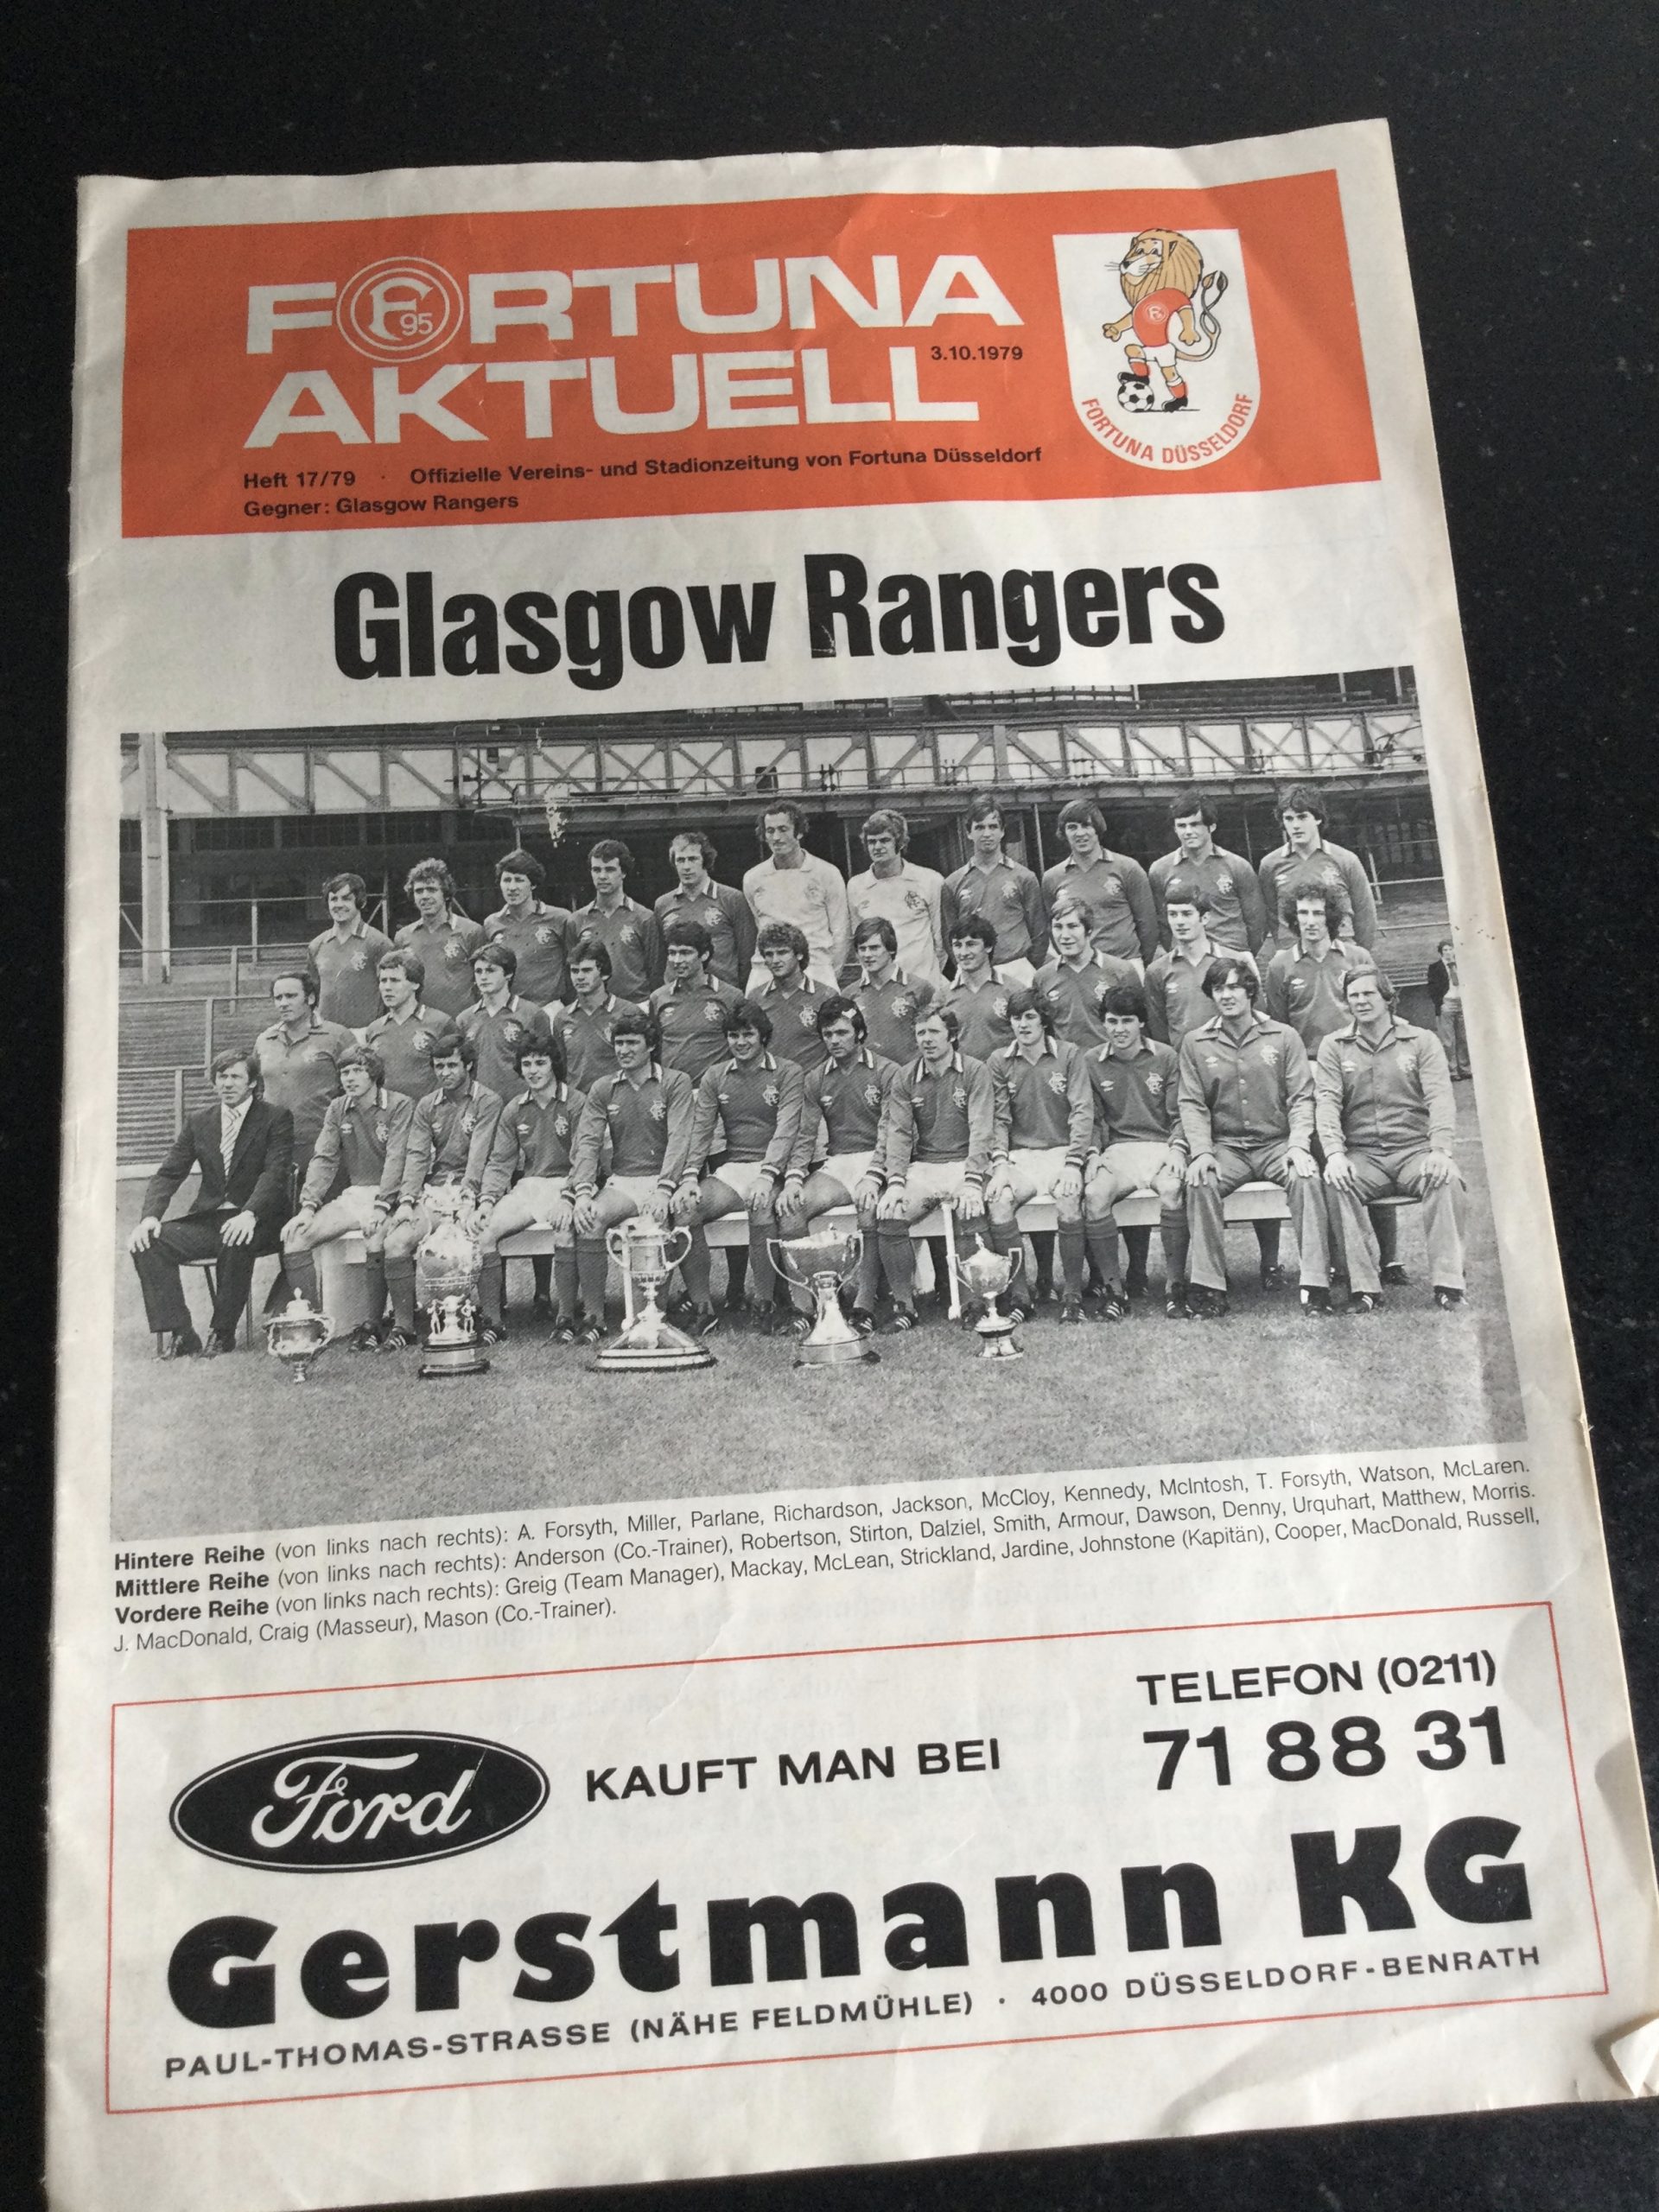 FORTUNA
F 95
AKTUELL
3.10.1979
FORTUNA DÜSSELDORF
Heft 17/79 · Offizielle Vereins- und Stadionzeitung von Fortuna Düsseldorf
Gegner: Glasgow Rangers
Glasgow Rangers
Hintere Reihe (von links nach rechts): A. Forsyth, Miller, Parlane, Richardson, Jackson, McCloy, Kennedy, McIntosh, T. Forsyth, Watson, McLaren.
Mittlere Reihe (von links nach rechts): Anderson (Co.-Trainer), Robertson, Stirton, Dalziel, Smith, Armour, Dawson, Denny, Urquhart, Matthew, Morris.
Vordere Reihe (von links nach rechts): Greig (Team Manager), Mackay, McLean, Strickland, Jardine, Johnstone (Kapitän), Cooper, MacDonald, Russell,
J. MacDonald, Craig (Masseur), Mason (Co.-Trainer).
TELEFON (0211)
Ford KAUFT MAN BEI 71 88 31
Gerstmann KG
PAUL-THOMAS-STRASSE (NÄHE FELDMÜHLE) · 4000 DÜSSELDORF-BENRATH